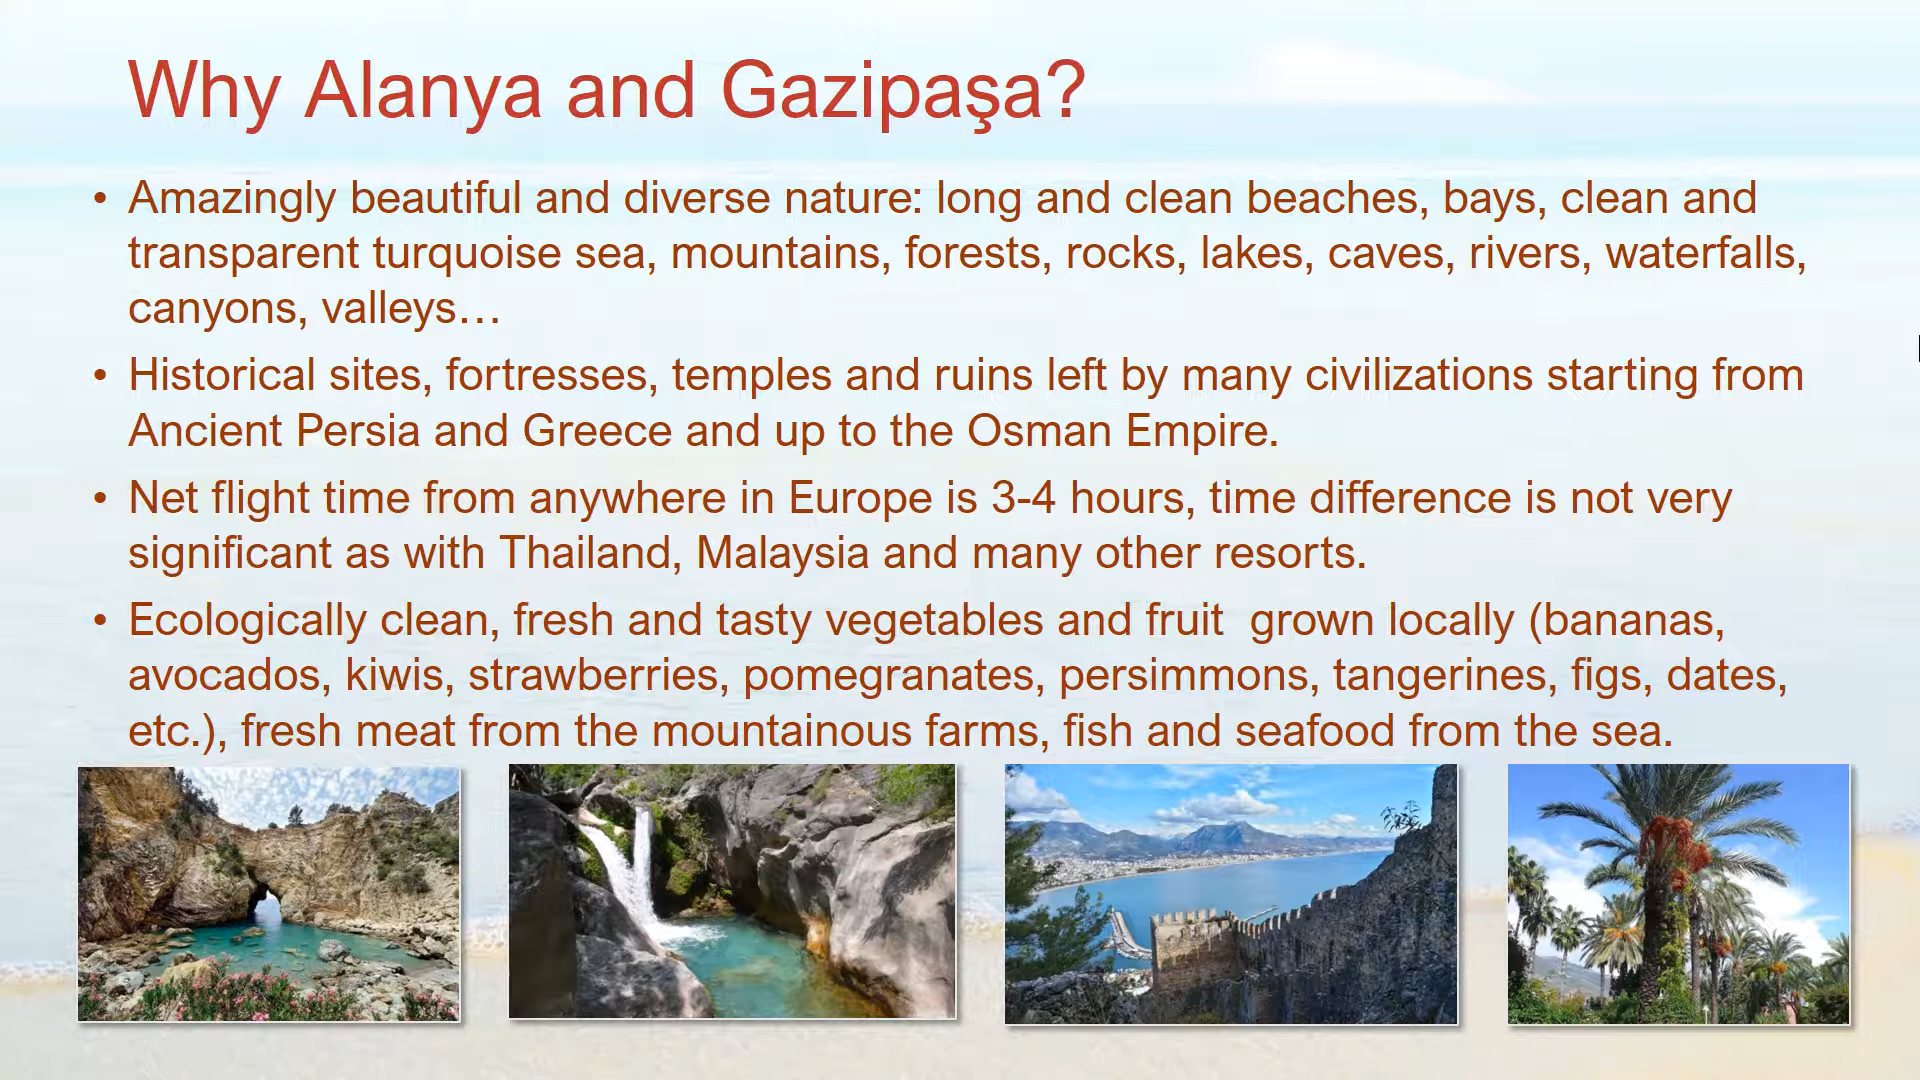 Why Alanya and Gazipaşa?
• Amazingly beautiful and diverse nature: long and clean beaches, bays, clean and
transparent turquoise sea, mountains, forests, rocks, lakes, caves, rivers, waterfalls,
canyons, valleys…
• Historical sites, fortresses, temples and ruins left by many civilizations starting from
Ancient Persia and Greece and up to the Osman Empire.
• Net flight time from anywhere in Europe is 3-4 hours, time difference is not very
significant as with Thailand, Malaysia and many other resorts.
• Ecologically clean, fresh and tasty vegetables and fruit  grown locally (bananas,
avocados, kiwis, strawberries, pomegranates, persimmons, tangerines, figs, dates,
etc.), fresh meat from the mountainous farms, fish and seafood from the sea.